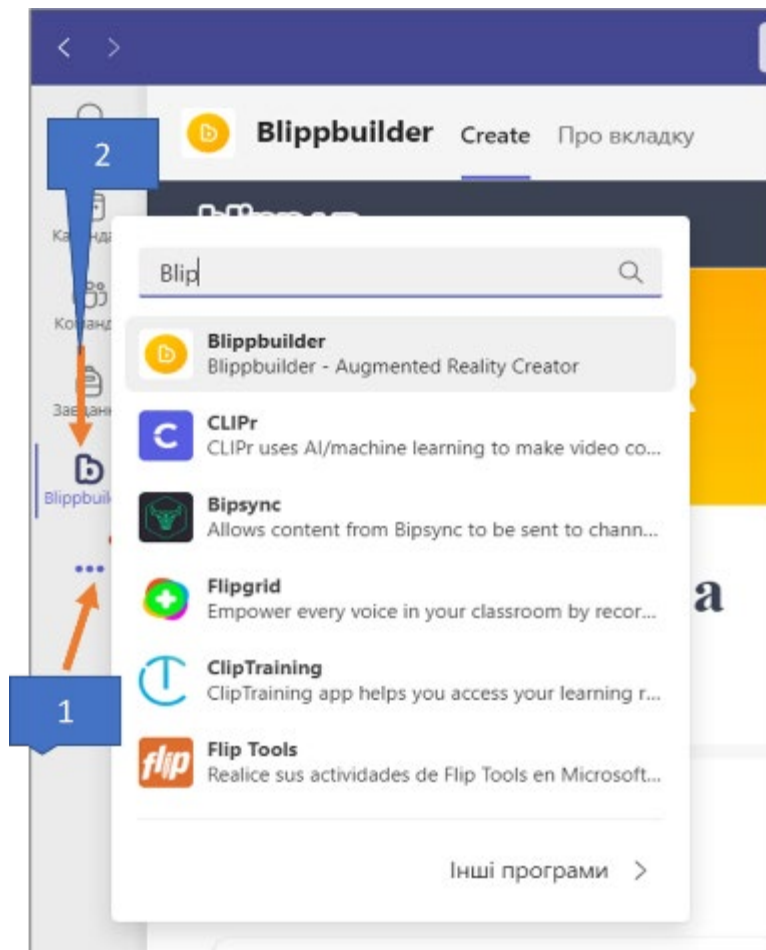 Blippbuilder Create Про вкладку
2
Blip
Blippbuilder
Blippbuilder - Augmented Reality Creator
CLIPr
CLIPr uses AI/machine learning to make video co...
Bipsync
Allows content from Bipsync to be sent to chann...
Flipgrid
Empower every voice in your classroom by recor...
ClipTraining
ClipTraining app helps you access your learning r...
Flip Tools
Realice sus actividades de Flip Tools en Microsoft...
Інші програми
Команд
Blippbuil
a
1